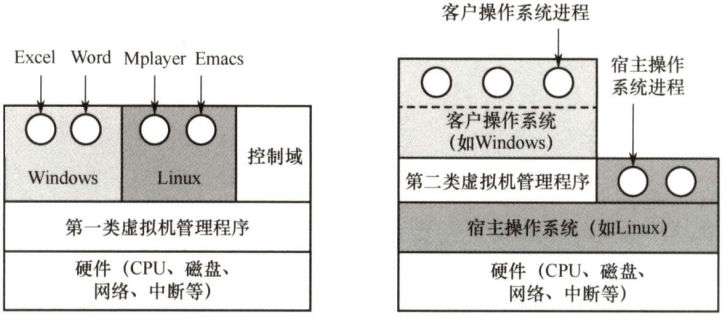 Excel Word Mplayer Emacs
Windows
Linux
控制域
第一类虚拟机管理程序
硬件（CPU、磁盘、
网络、中断等）
客户操作系统进程
宿主操作
系统进程
客户操作系统
（如Windows）
第二类虚拟机管理程序
宿主操作系统（如Linux）
硬件（CPU、磁盘、
网络、中断等）